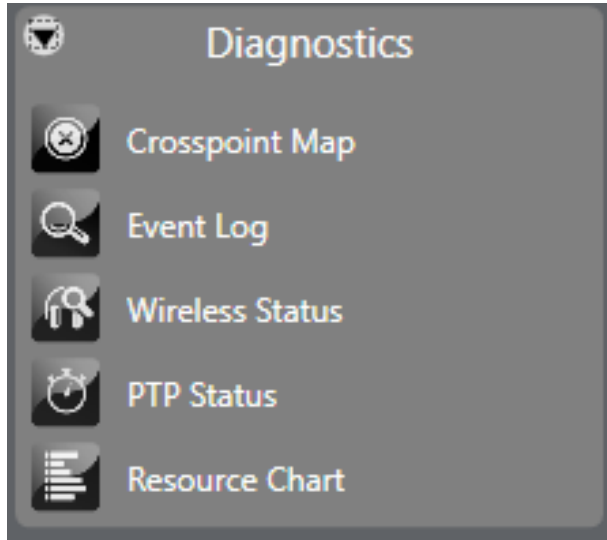 Diagnostics
Crosspoint Map
Event Log
Wireless Status
PTP Status
Resource Chart